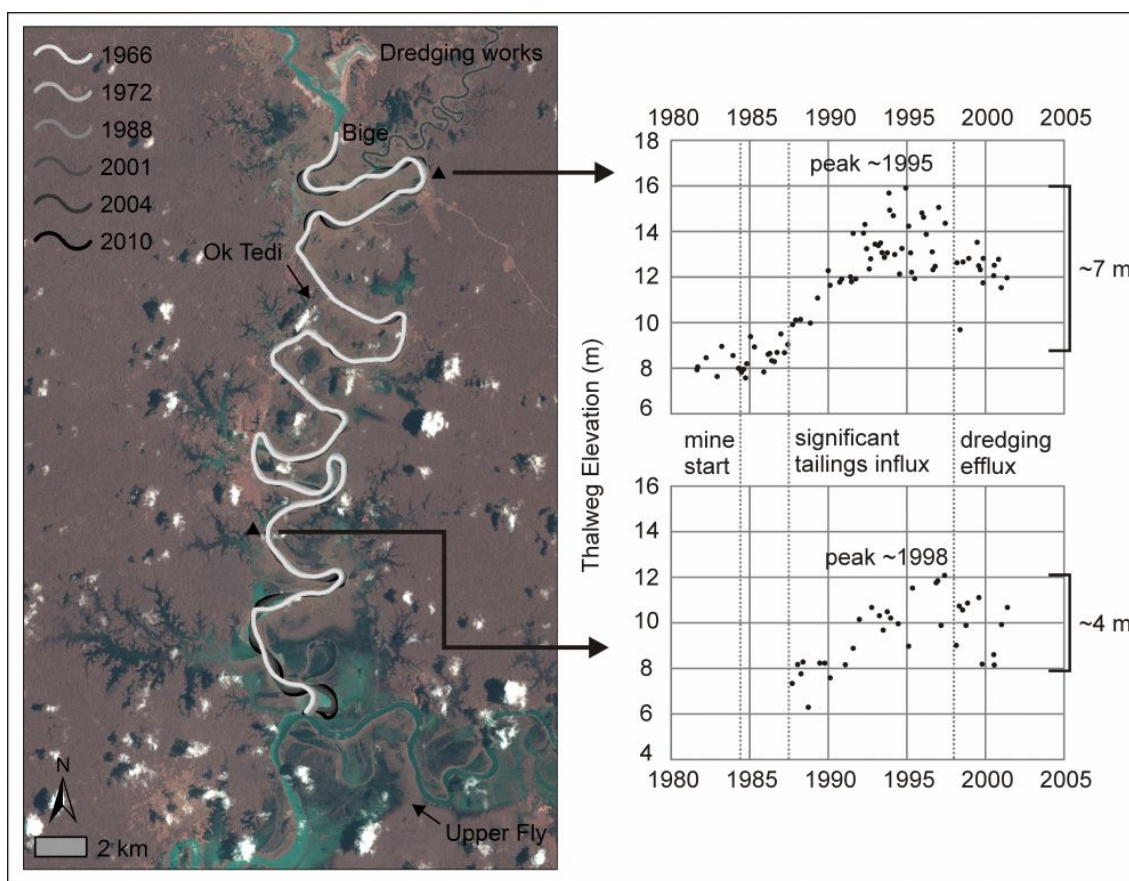 1966
1972
1988
2001
2004
2010
Dredging works
Bige
Ok Tedi
Upper Fly
N
2 km
1980 1985 1990 1995 2000 2005
18
16
14
12
10
8
6
peak ~1995
~7 m
Thalweg Elevation (m)
mine
start
significant
tailings influx
dredging
efflux
16
14
12
10
8
6
4
peak ~1998
~4 m
1980 1985 1990 1995 2000 2005